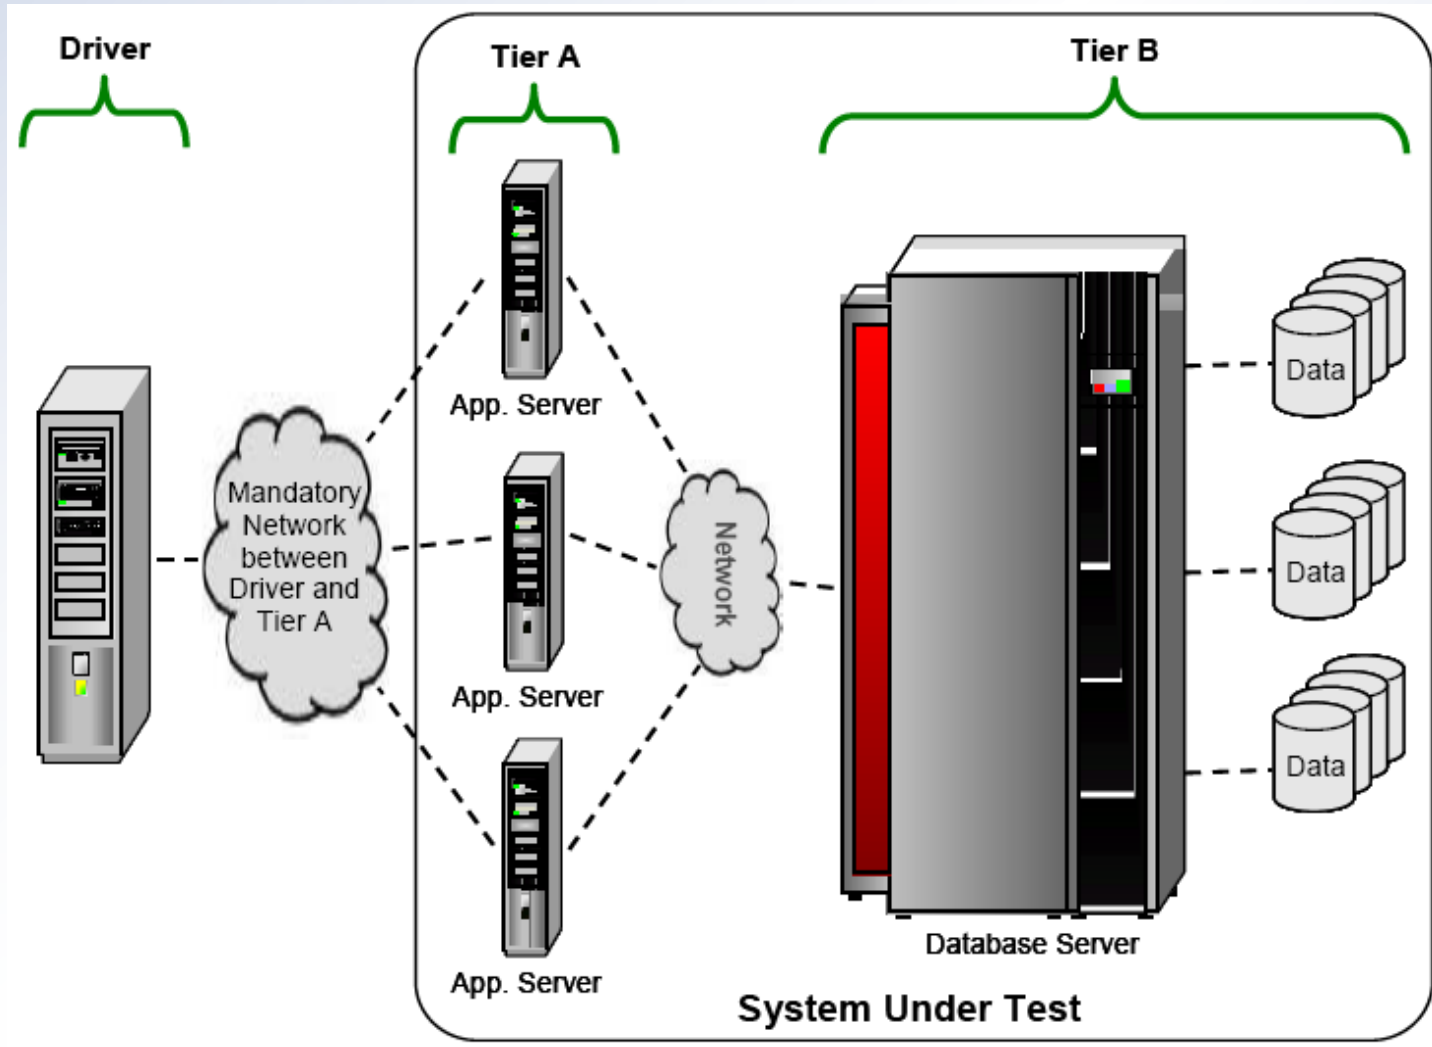 Driver
Tier A
Tier B
App. Server
App. Server
App. Server
Mandatory
Network
between
Driver and
Tier A
Network
Data
Data
Data
Database Server
System Under Test